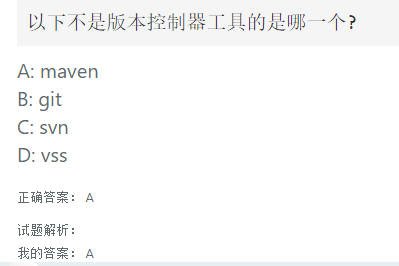 以下不是版本控制器工具的是哪一个?
A: maven
B: git
C: svn
D: vss
正确答案： A
试题解析：
我的答案： A